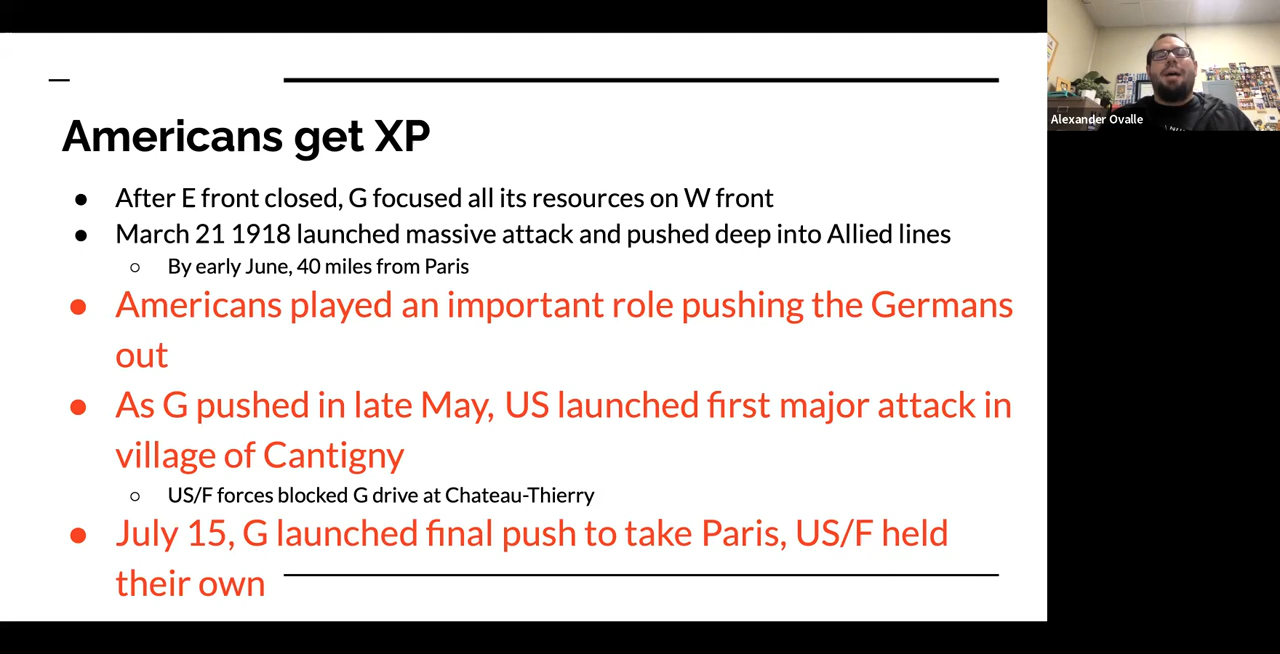 Americans get XP
● After E front closed, G focused all its resources on W front
● March 21 1918 launched massive attack and pushed deep into Allied lines
○ By early June, 40 miles from Paris
● Americans played an important role pushing the Germans
out
● As G pushed in late May, US launched first major attack in
village of Cantigny
○ US/F forces blocked G drive at Chateau-Thierry
● July 15, G launched final push to take Paris, US/F held
their own
Alexander Ovalle